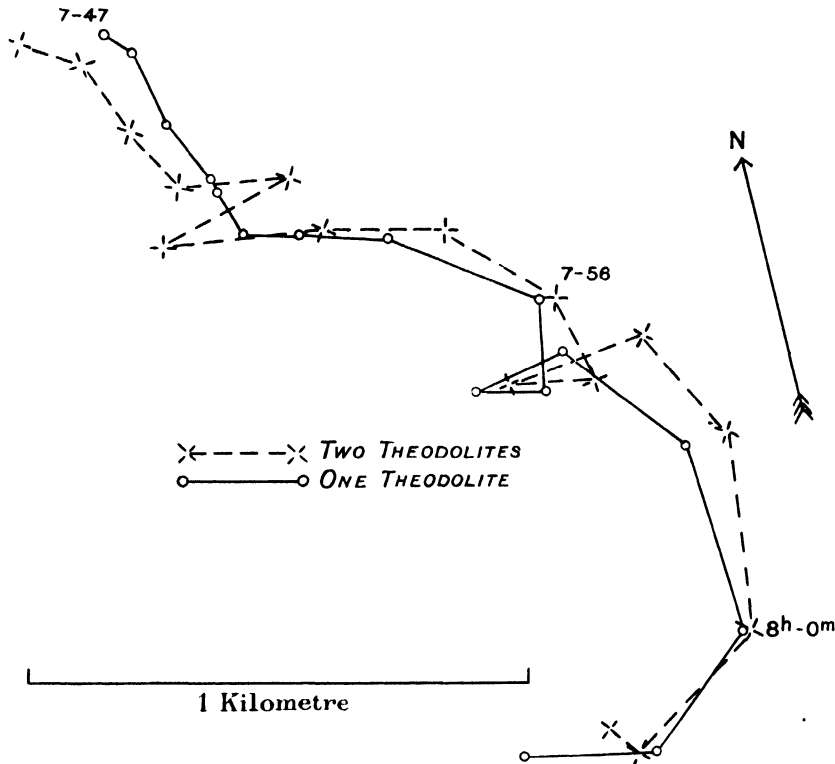 7-47
N
7-56
TWO THEODOLITES
ONE THEODOLITE
8h-0m
1 Kilometre